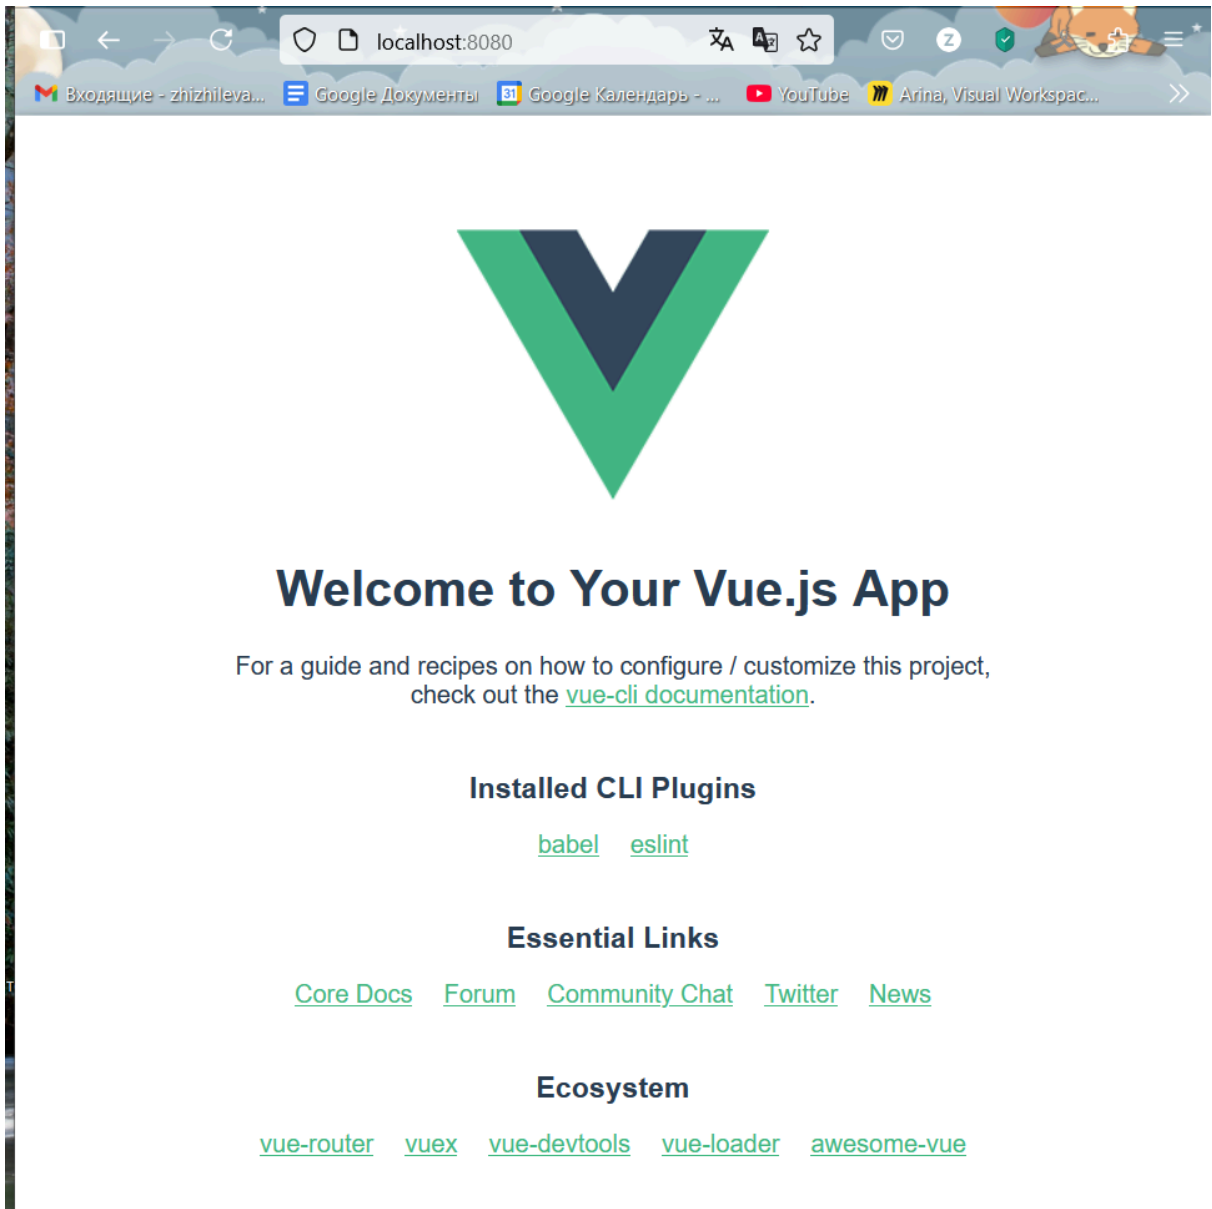 localhost:8080
Входящие - zhizhileva... Google Документы 31 Google Календарь - ... YouTube Arina, Visual Workspac...
Welcome to Your Vue.js App
For a guide and recipes on how to configure / customize this project,
check out the vue-cli documentation.
Installed CLI Plugins
babel eslint
Essential Links
Core Docs Forum Community Chat Twitter News
Ecosystem
vue-router vuex vue-devtools vue-loader awesome-vue